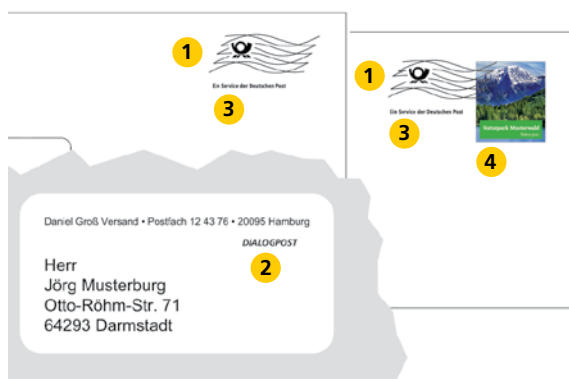 1
Ein Service der Deutschen Post
3
1
Ein Service der Deutschen Post
3
Naturpark Musterwald
4
Daniel Groß Versand • Postfach 12 43 76 • 20095 Hamburg
DIALOGPOST
2
Herr
Jörg Musterburg
Otto-Röhm-Str. 71
64293 Darmstadt